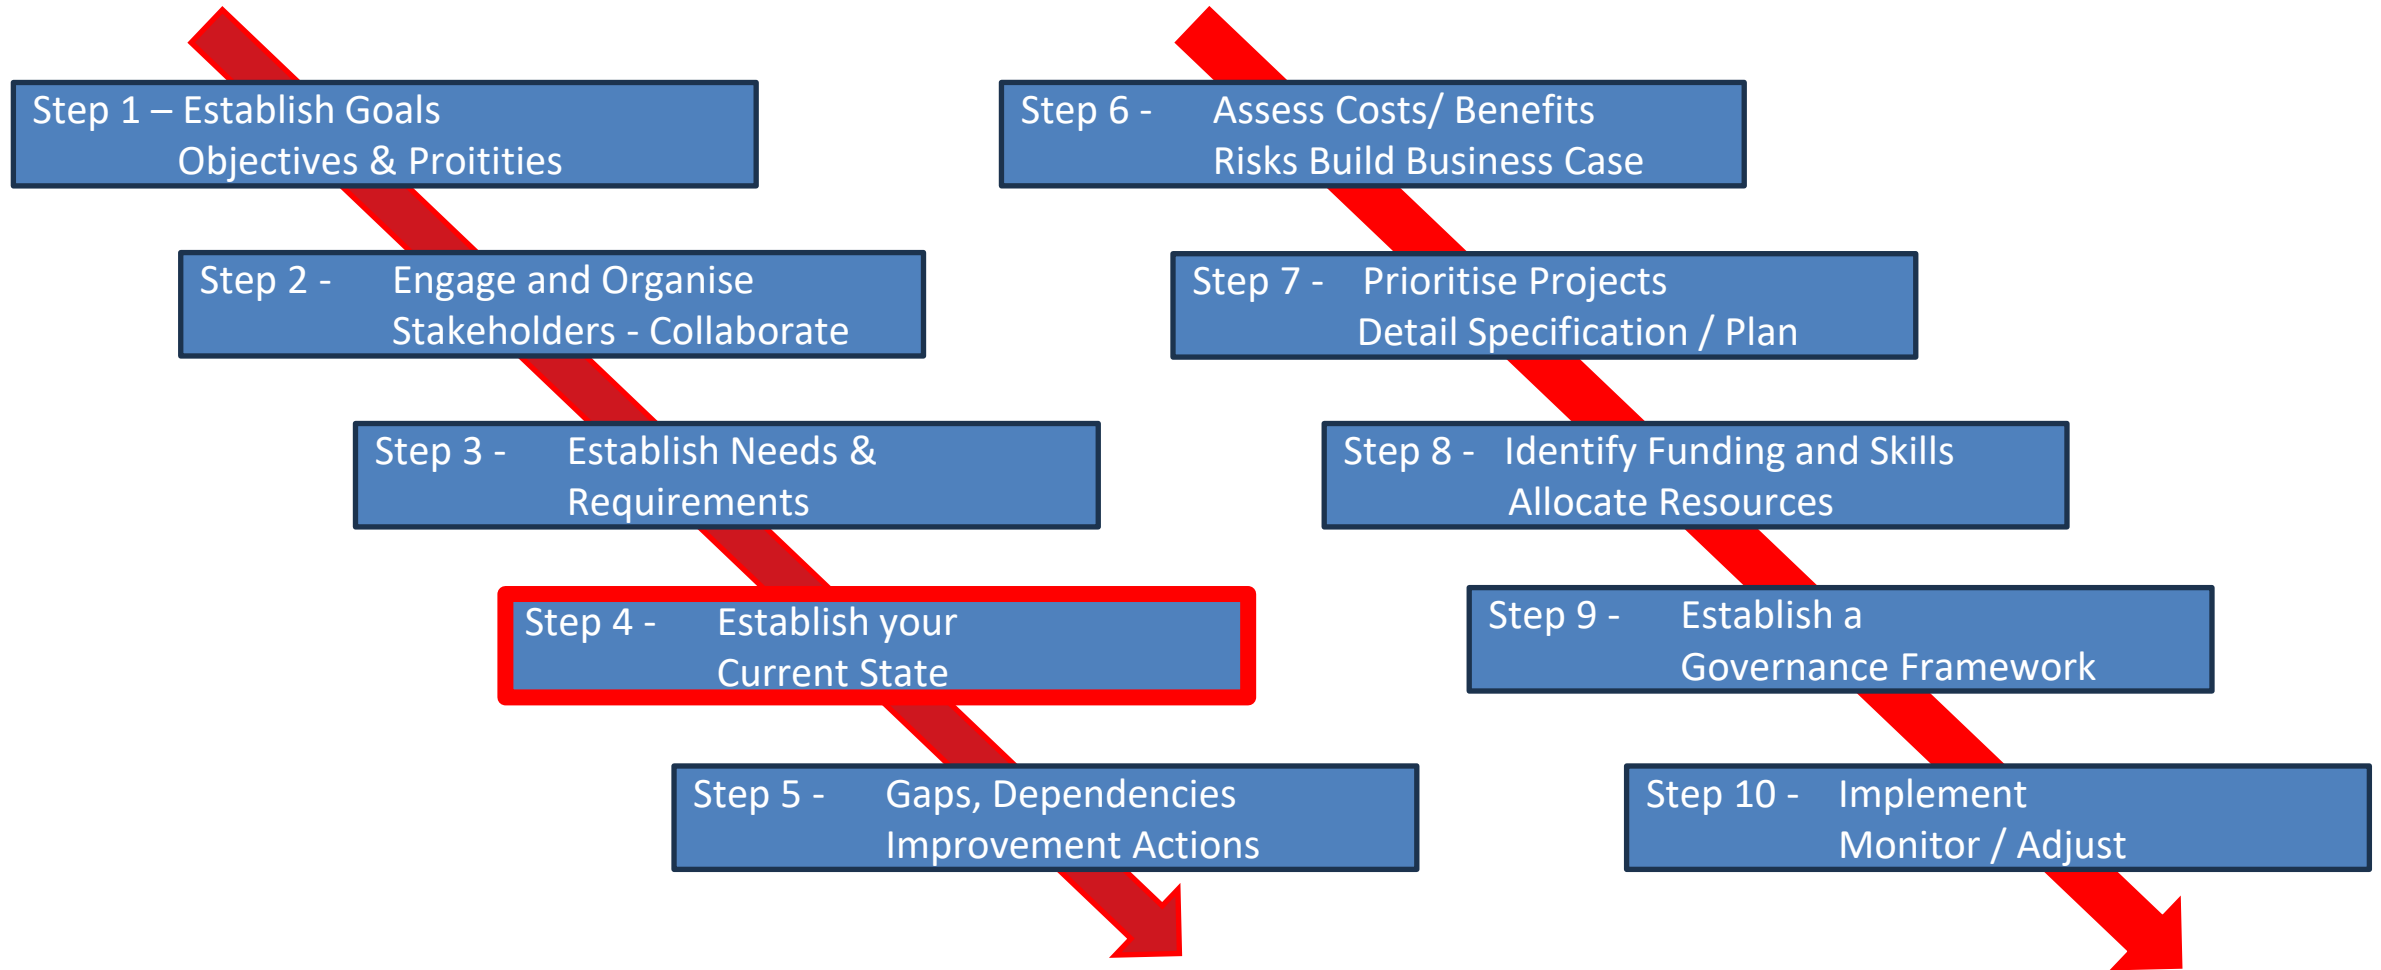 Step 1 – Establish Goals
Objectives & Proitities
Step 2 - Engage and Organise
Stakeholders - Collaborate
Step 3 - Establish Needs &
Requirements
Step 4 - Establish your
Current State
Step 5 - Gaps, Dependencies
Improvement Actions
Step 6 - Assess Costs/ Benefits
Risks Build Business Case
Step 7 - Prioritise Projects
Detail Specification / Plan
Step 8 - Identify Funding and Skills
Allocate Resources
Step 9 - Establish a
Governance Framework
Step 10 - Implement
Monitor / Adjust